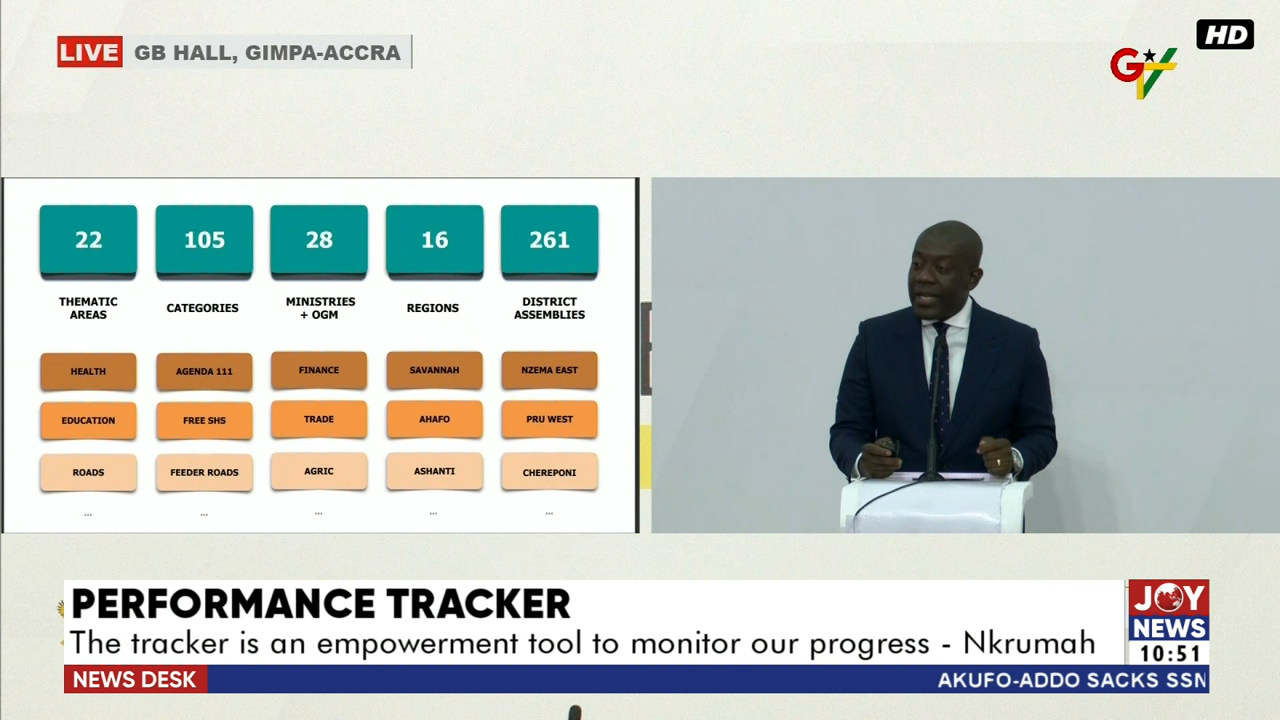 LIVE GB HALL, GIMPA-ACCRA
HD
GTV
22 105 28 16 261
THEMATIC AREAS
CATEGORIES
MINISTRIES + OGM
REGIONS
DISTRICT ASSEMBLIES
HEALTH AGENDA 111 FINANCE SAVANNAH NZEMA EAST
EDUCATION FREE SHS TRADE AHAFO PRU WEST
ROADS FEEDER ROADS AGRIC ASHANTI CHEREPONI
... ... ... ... ...
PERFORMANCE TRACKER
The tracker is an empowerment tool to monitor our progress - Nkrumah
JOY
NEWS
10:51
NEWS DESK AKUFO-ADDO SACKS SSN